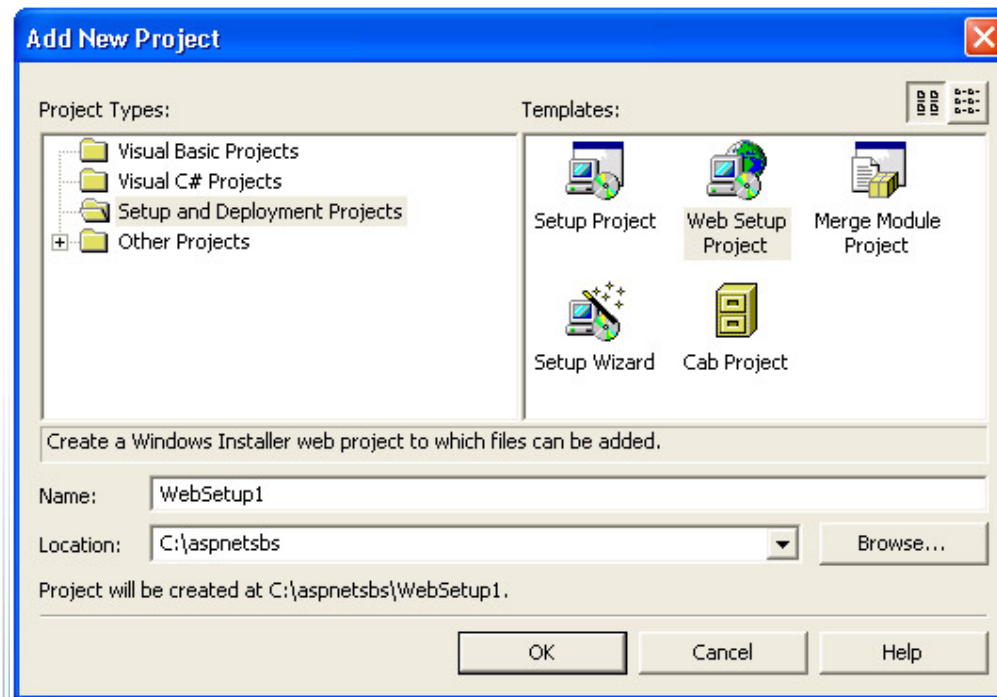 Add New Project
Project Types:
Templates:
Visual Basic Projects
Visual C# Projects
Setup and Deployment Projects
Other Projects
Setup Project
Web Setup
Project
Merge Module
Project
Setup Wizard
Cab Project
Create a Windows Installer web project to which files can be added.
Name:
WebSetup1
Location:
C:\aspnetsbs
Browse...
Project will be created at C:\aspnetsbs\WebSetup1.
OK
Cancel
Help